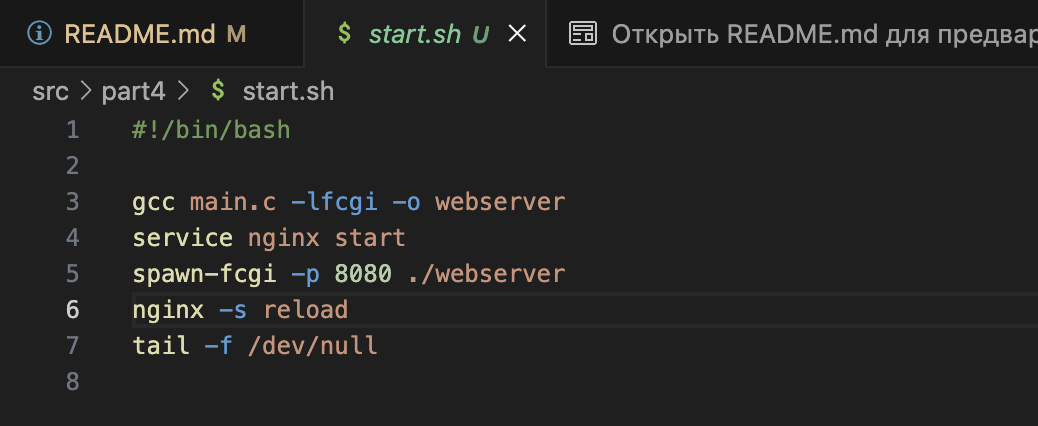 README.md M $ start.sh U × Открыть README.md для
src > part4 > $ start.sh
1 #!/bin/bash
2
3 gcc main.c -lfcgi -o webserver
4 service nginx start
5 spawn-fcgi -p 8080 ./webserver
6 nginx -s reload
7 tail -f /dev/null
8